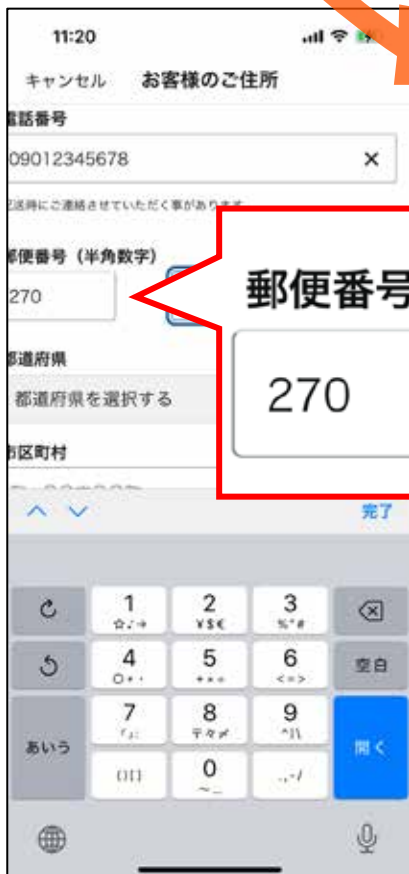 11:20
キャンセル お客様のご住所
電話番号
09012345678 ×
配送時にご連絡させていただく事があります
郵便番号（半角数字）
270
郵便番号
270
都道府県
都道府県を選択する
市区町村
完了
1 2 3
☆♪→ ¥$€ %°#
4 5 6 空白
○*・ +×÷ <=>
7 8 9
「」: 〒々〆 ^|\
あいう 開く
()[] 0 .,-/
~_